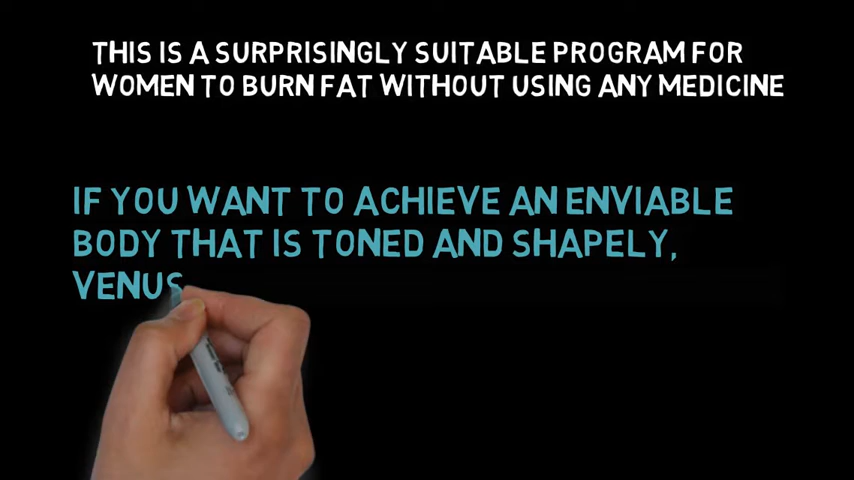 THIS IS A SURPRISINGLY SUITABLE PROGRAM FOR
WOMEN TO BURN FAT WITHOUT USING ANY MEDICINE
IF YOU WANT TO ACHIEVE AN ENVIABLE
BODY THAT IS TONED AND SHAPELY,
VENUS